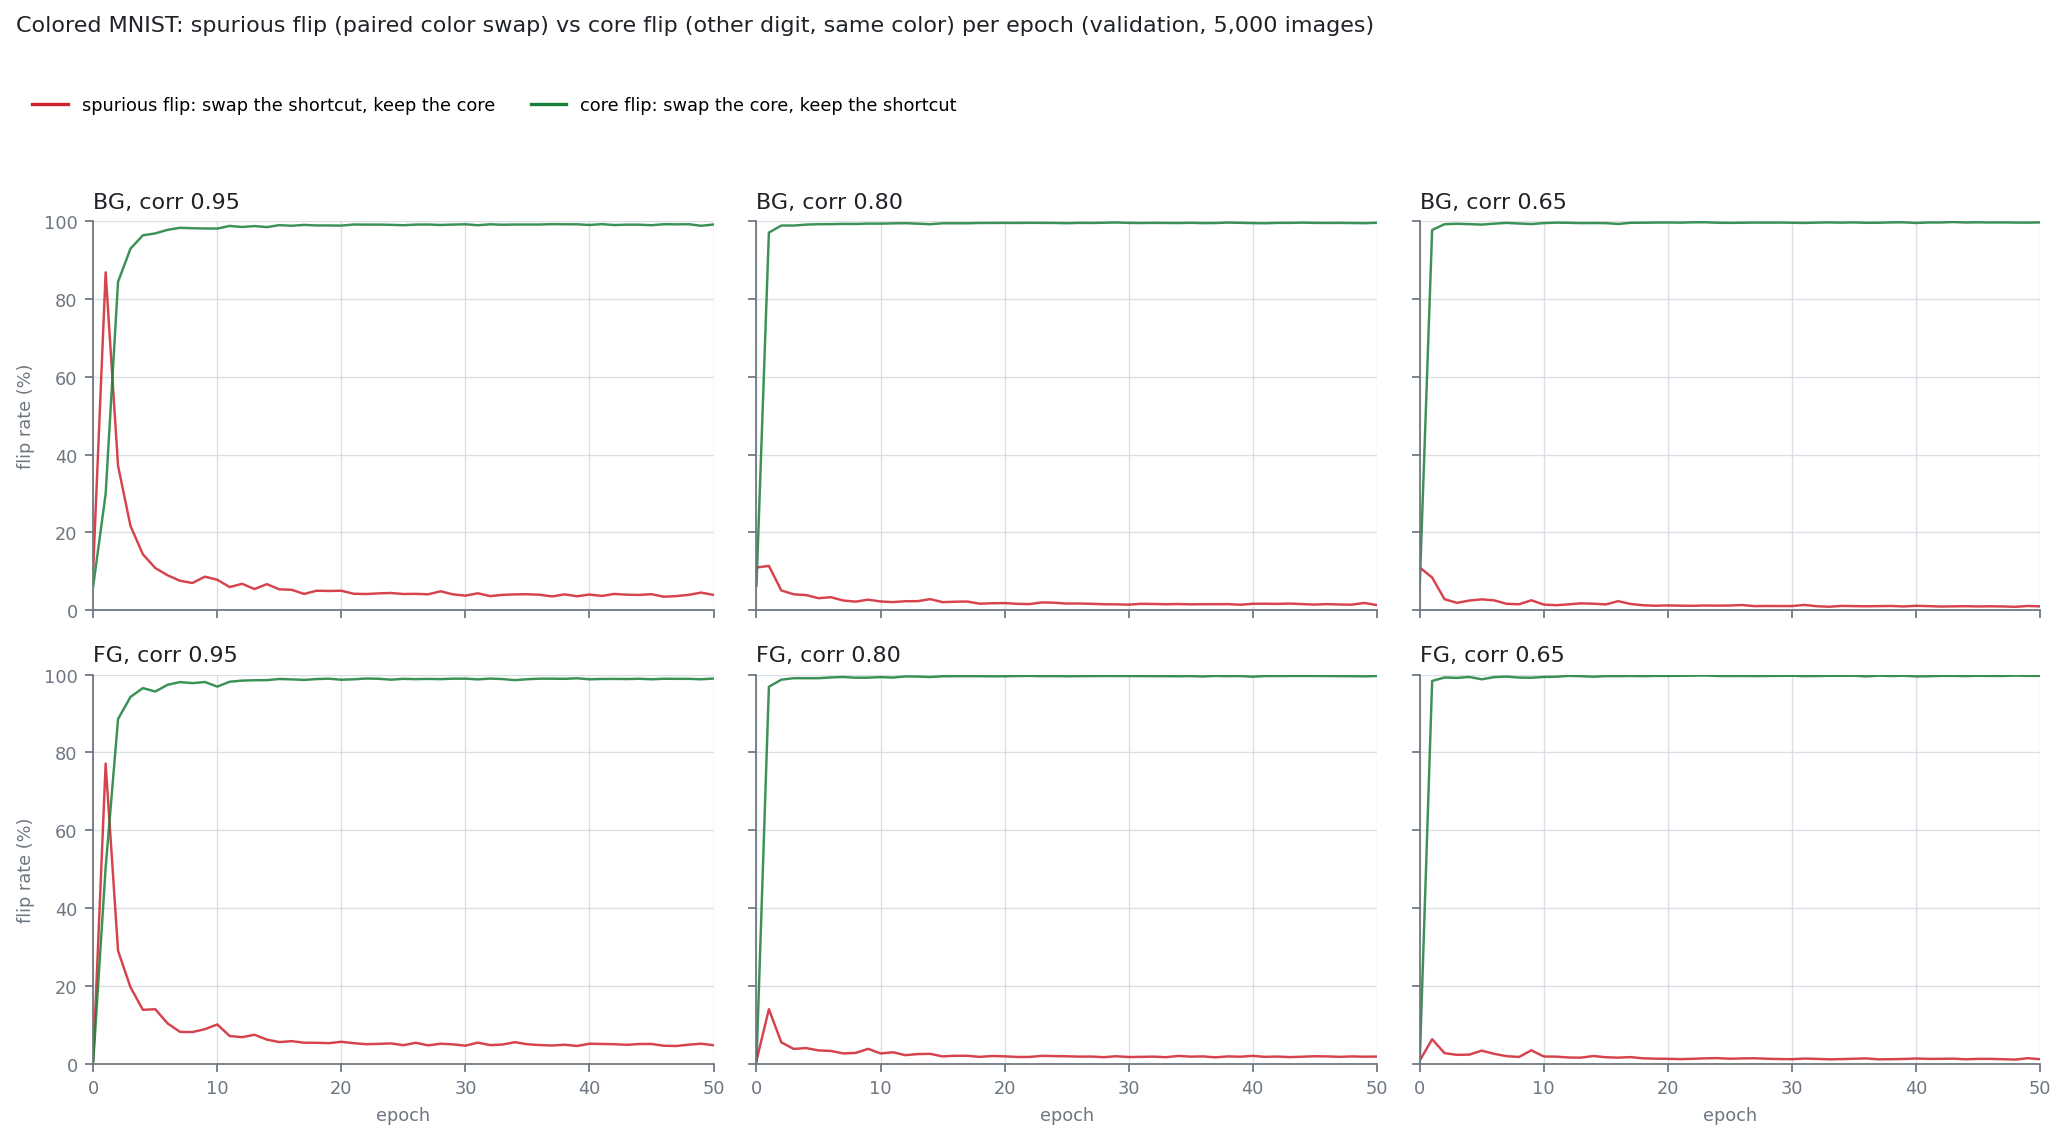 Colored MNIST: spurious flip (paired color swap) vs core flip (other digit, same color) per epoch (validation, 5,000 images)
spurious flip: swap the shortcut, keep the core core flip: swap the core, keep the shortcut
BG, corr 0.95 BG, corr 0.80 BG, corr 0.65
100
80
60
40
20
0
flip rate (%)
FG, corr 0.95 FG, corr 0.80 FG, corr 0.65
100
80
60
40
20
0
flip rate (%)
0 10 20 30 40 50 0 10 20 30 40 50 0 10 20 30 40 50
epoch epoch epoch